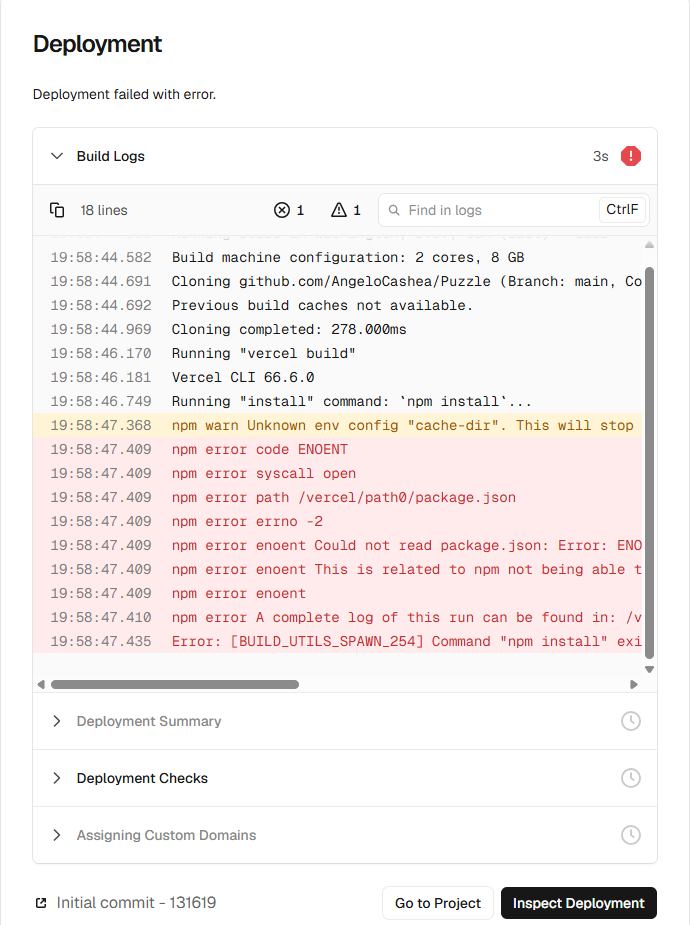 Deployment
Deployment failed with error.
Build Logs 3s
18 lines 1 1 Find in logs CtrlF
19:58:44.582 Build machine configuration: 2 cores, 8 GB
19:58:44.691 Cloning github.com/AngeloCashea/Puzzle (Branch: main, Co
19:58:44.692 Previous build caches not available.
19:58:44.969 Cloning completed: 278.000ms
19:58:46.170 Running "vercel build"
19:58:46.181 Vercel CLI 66.6.0
19:58:46.749 Running "install" command: `npm install`...
19:58:47.368 npm warn Unknown env config "cache-dir". This will stop
19:58:47.409 npm error code ENOENT
19:58:47.409 npm error syscall open
19:58:47.409 npm error path /vercel/path0/package.json
19:58:47.409 npm error errno -2
19:58:47.409 npm error enoent Could not read package.json: Error: ENO
19:58:47.409 npm error enoent This is related to npm not being able t
19:58:47.409 npm error enoent
19:58:47.410 npm error A complete log of this run can be found in: /v
19:58:47.435 Error: [BUILD_UTILS_SPAWN_254] Command "npm install" exi
Deployment Summary
Deployment Checks
Assigning Custom Domains
Initial commit - 131619 Go to Project Inspect Deployment